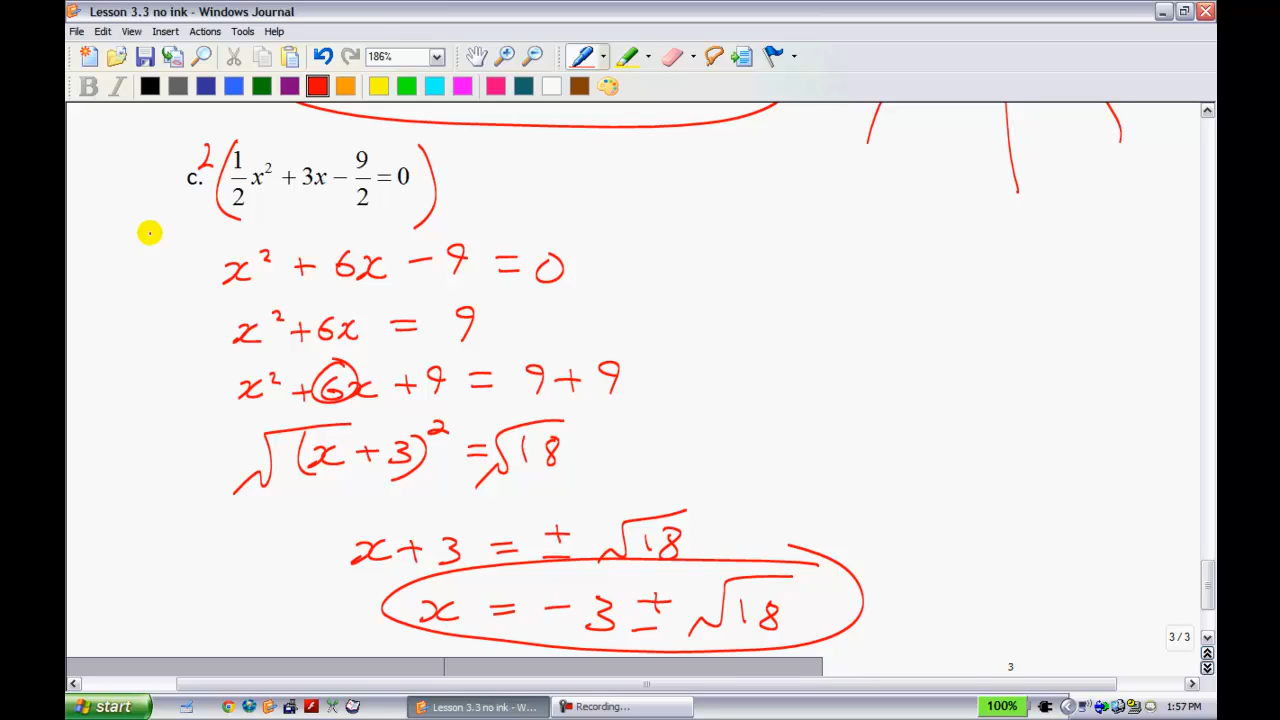 Lesson 3.3 no ink - Windows Journal
File Edit View Insert Actions Tools Help
186%
B I
c. 2 ( 1/2 x² + 3x − 9/2 = 0 )
x² + 6x − 9 = 0
x² + 6x = 9
x² + 6x + 9 = 9 + 9
√(x + 3)² = √18
x + 3 = ± √18
x = − 3 ± √18
3 / 3
3
start
Lesson 3.3 no ink - W...
Recording...
100%
1:57 PM